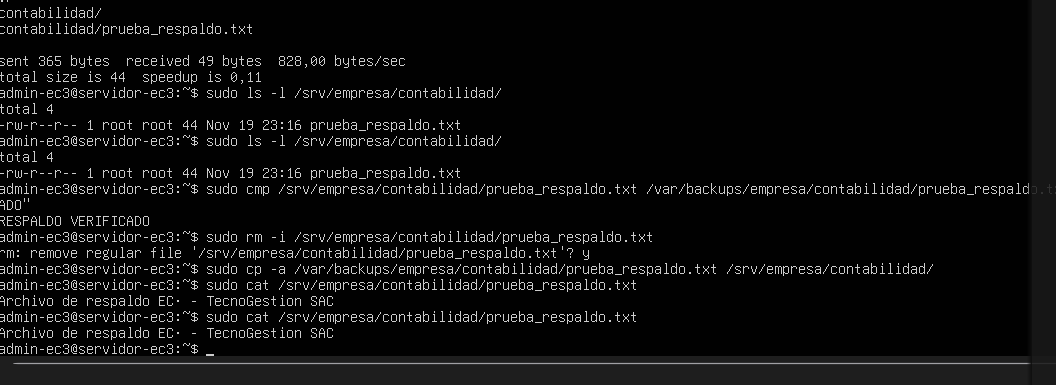 contabilidad/
contabilidad/prueba_respaldo.txt
sent 365 bytes  received 49 bytes  828,00 bytes/sec
total size is 44  speedup is 0,11
admin-ec3@servidor-ec3:~$ sudo ls -l /srv/empresa/contabilidad/
total 4
-rw-r--r-- 1 root root 44 Nov 19 23:16 prueba_respaldo.txt
admin-ec3@servidor-ec3:~$ sudo ls -l /srv/empresa/contabilidad/
total 4
-rw-r--r-- 1 root root 44 Nov 19 23:16 prueba_respaldo.txt
admin-ec3@servidor-ec3:~$ sudo cmp /srv/empresa/contabilidad/prueba_respaldo.txt /var/backups/empresa/contabilidad/prueba_respaldo.t
ADO"
RESPALDO VERIFICADO
admin-ec3@servidor-ec3:~$ sudo rm -i /srv/empresa/contabilidad/prueba_respaldo.txt
rm: remove regular file '/srv/empresa/contabilidad/prueba_respaldo.txt'? y
admin-ec3@servidor-ec3:~$ sudo cp -a /var/backups/empresa/contabilidad/prueba_respaldo.txt /srv/empresa/contabilidad/
admin-ec3@servidor-ec3:~$ sudo cat /srv/empresa/contabilidad/prueba_respaldo.txt
Archivo de respaldo EC· - TecnoGestion SAC
admin-ec3@servidor-ec3:~$ sudo cat /srv/empresa/contabilidad/prueba_respaldo.txt
Archivo de respaldo EC· - TecnoGestion SAC
admin-ec3@servidor-ec3:~$ _